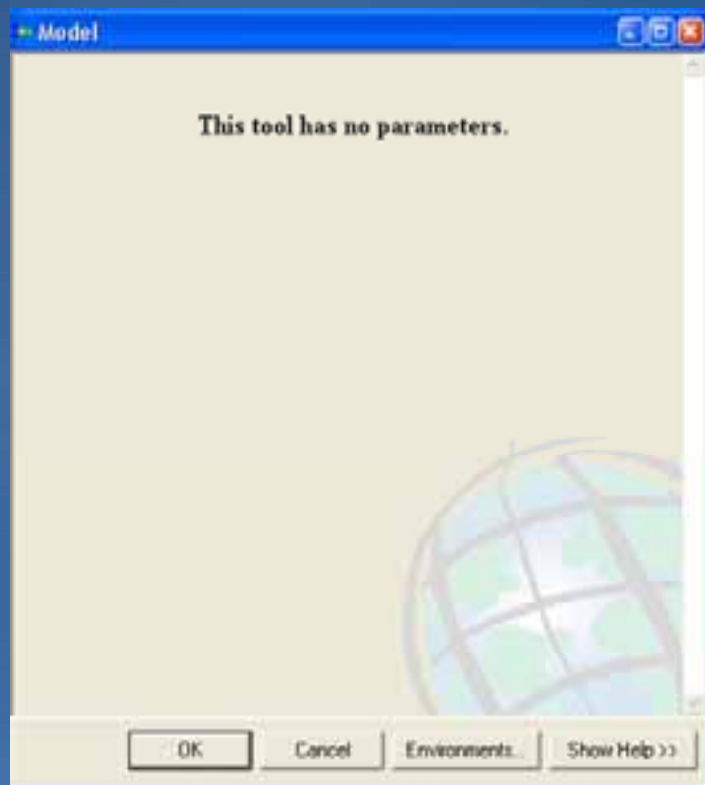 Model
This tool has no parameters.
OK Cancel Environments... Show Help >>